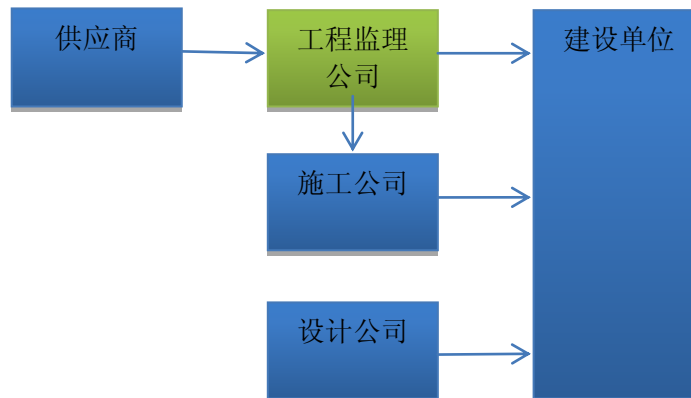 供应商
工程监理
公司
建设单位
施工公司
设计公司